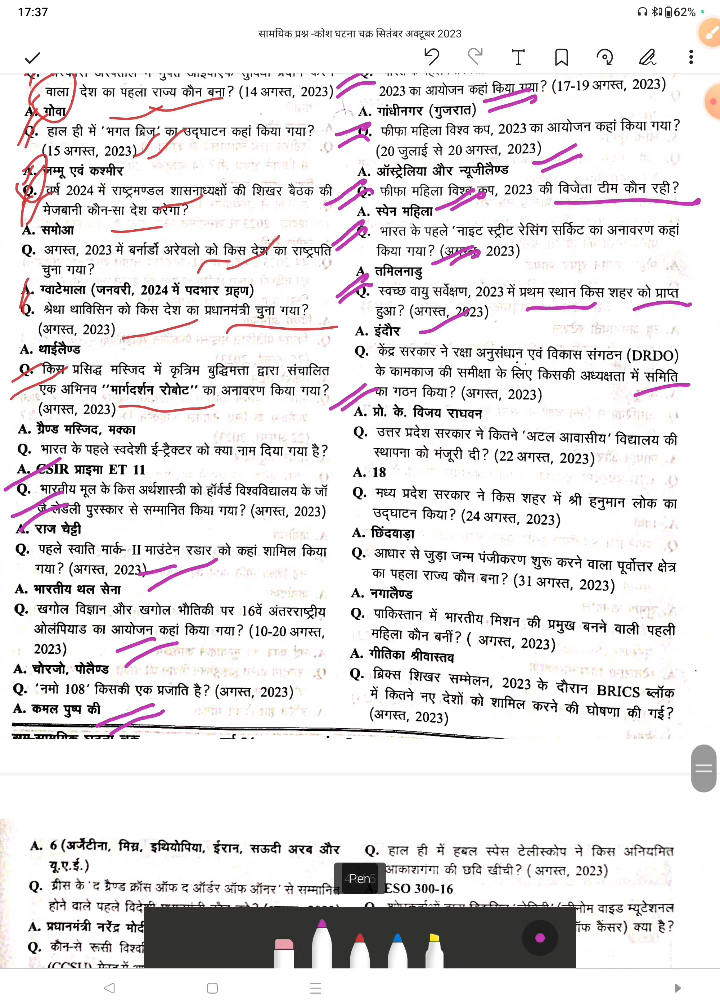 17:37
62%
सामयिक प्रश्न -कोश घटना चक्र सितंबर अक्टूबर 2023
वाला देश का पहला राज्य कौन बना? (14 अगस्त, 2023)
A. गोवा
Q. हाल ही में 'भगत ब्रिज' का उद्घाटन कहां किया गया?
(15 अगस्त, 2023)
A. जम्मू एवं कश्मीर
Q. वर्ष 2024 में राष्ट्रमण्डल शासनाध्यक्षों की शिखर बैठक की
मेजबानी कौन-सा देश करेगा?
A. समोआ
Q. अगस्त, 2023 में बर्नार्डो अरेवलो को किस देश का राष्ट्रपति
चुना गया?
A. ग्वाटेमाला (जनवरी, 2024 में पदभार ग्रहण)
Q. श्रेथा थाविसिन को किस देश का प्रधानमंत्री चुना गया?
(अगस्त, 2023)
A. थाईलैण्ड
Q. किस प्रसिद्ध मस्जिद में कृत्रिम बुद्धिमत्ता द्वारा संचालित
एक अभिनव ''मार्गदर्शन रोबोट'' का अनावरण किया गया?
(अगस्त, 2023)
A. ग्रैण्ड मस्जिद, मक्का
Q. भारत के पहले स्वदेशी ई-ट्रैक्टर को क्या नाम दिया गया है?
A. CSIR प्राइमा ET 11
Q. भारतीय मूल के किस अर्थशास्त्री को हॉर्वर्ड विश्वविद्यालय के जॉ
र्ज लेडली पुरस्कार से सम्मानित किया गया? (अगस्त, 2023)
A. राज चेट्टी
Q. पहले स्वाति मार्क- II माउंटेन रडार को कहां शामिल किया
गया? (अगस्त, 2023)
A. भारतीय थल सेना
Q. खगोल विज्ञान और खगोल भौतिकी पर 16वें अंतरराष्ट्रीय
ओलंपियाड का आयोजन कहां किया गया? (10-20 अगस्त,
2023)
A. चोरजो, पोलैण्ड
Q. 'नमो 108' किसकी एक प्रजाति है? (अगस्त, 2023)
A. कमल पुष्प की
2023 का आयोजन कहां किया गया? (17-19 अगस्त, 2023)
A. गांधीनगर (गुजरात)
Q. फीफा महिला विश्व कप, 2023 का आयोजन कहां किया गया?
(20 जुलाई से 20 अगस्त, 2023)
A. ऑस्ट्रेलिया और न्यूजीलैण्ड
Q. फीफा महिला विश्व कप, 2023 की विजेता टीम कौन रही?
A. स्पेन महिला
Q. भारत के पहले 'नाइट स्ट्रीट रेसिंग सर्किट का अनावरण कहां
किया गया? (अगस्त, 2023)
A. तमिलनाडु
Q. स्वच्छ वायु सर्वेक्षण, 2023 में प्रथम स्थान किस शहर को प्राप्त
हुआ? (अगस्त, 2023)
A. इंदौर
Q. केंद्र सरकार ने रक्षा अनुसंधान एवं विकास संगठन (DRDO)
के कामकाज की समीक्षा के लिए किसकी अध्यक्षता में समिति
का गठन किया? (अगस्त, 2023)
A. प्रो. के. विजय राघवन
Q. उत्तर प्रदेश सरकार ने कितने 'अटल आवासीय' विद्यालय की
स्थापना को मंजूरी दी? (22 अगस्त, 2023)
A. 18
Q. मध्य प्रदेश सरकार ने किस शहर में श्री हनुमान लोक का
उद्घाटन किया? (24 अगस्त, 2023)
A. छिंदवाड़ा
Q. आधार से जुड़ा जन्म पंजीकरण शुरू करने वाला पूर्वोत्तर क्षेत्र
का पहला राज्य कौन बना? (31 अगस्त, 2023)
A. नगालैण्ड
Q. पाकिस्तान में भारतीय मिशन की प्रमुख बनने वाली पहली
महिला कौन बनीं? ( अगस्त, 2023)
A. गीतिका श्रीवास्तव
Q. ब्रिक्स शिखर सम्मेलन, 2023 के दौरान BRICS ब्लॉक
में कितने नए देशों को शामिल करने की घोषणा की गई?
(अगस्त, 2023)
A. 6 (अर्जेंटीना, मिस्र, इथियोपिया, ईरान, सऊदी अरब और
यू.ए.ई.)
Q. ग्रीस के 'द ग्रैण्ड क्रॉस ऑफ द ऑर्डर ऑफ ऑनर' से सम्मानित
होने वाले पहले
A. प्रधानमंत्री नरेंद्र
Q. कौन-से रूसी
Q. हाल ही में हबल स्पेस टेलीस्कोप ने किस अनियमित
आकाशगंगा की छवि खींची? ( अगस्त, 2023)
ESO 300-16
वाइड म्यूटेशनल
कैंसर) क्या है?
Pen